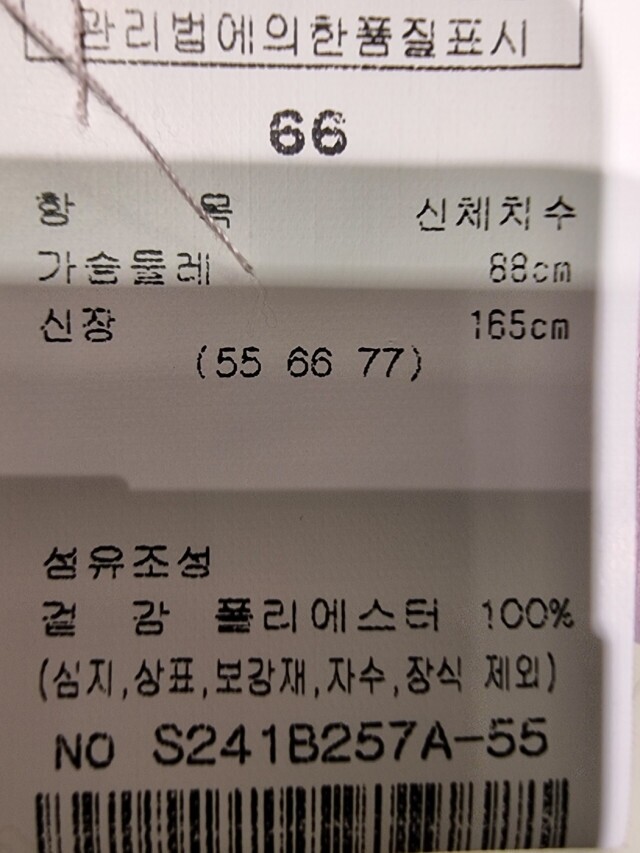 관리법에의한품질표시
66
항 목 신체치수
가슴둘레 88cm
신장 165cm
(55 66 77)
섬유조성
겉 감 폴리에스터 100%
(심지,상표,보강재,자수,장식 제외)
NO S241B257A-55